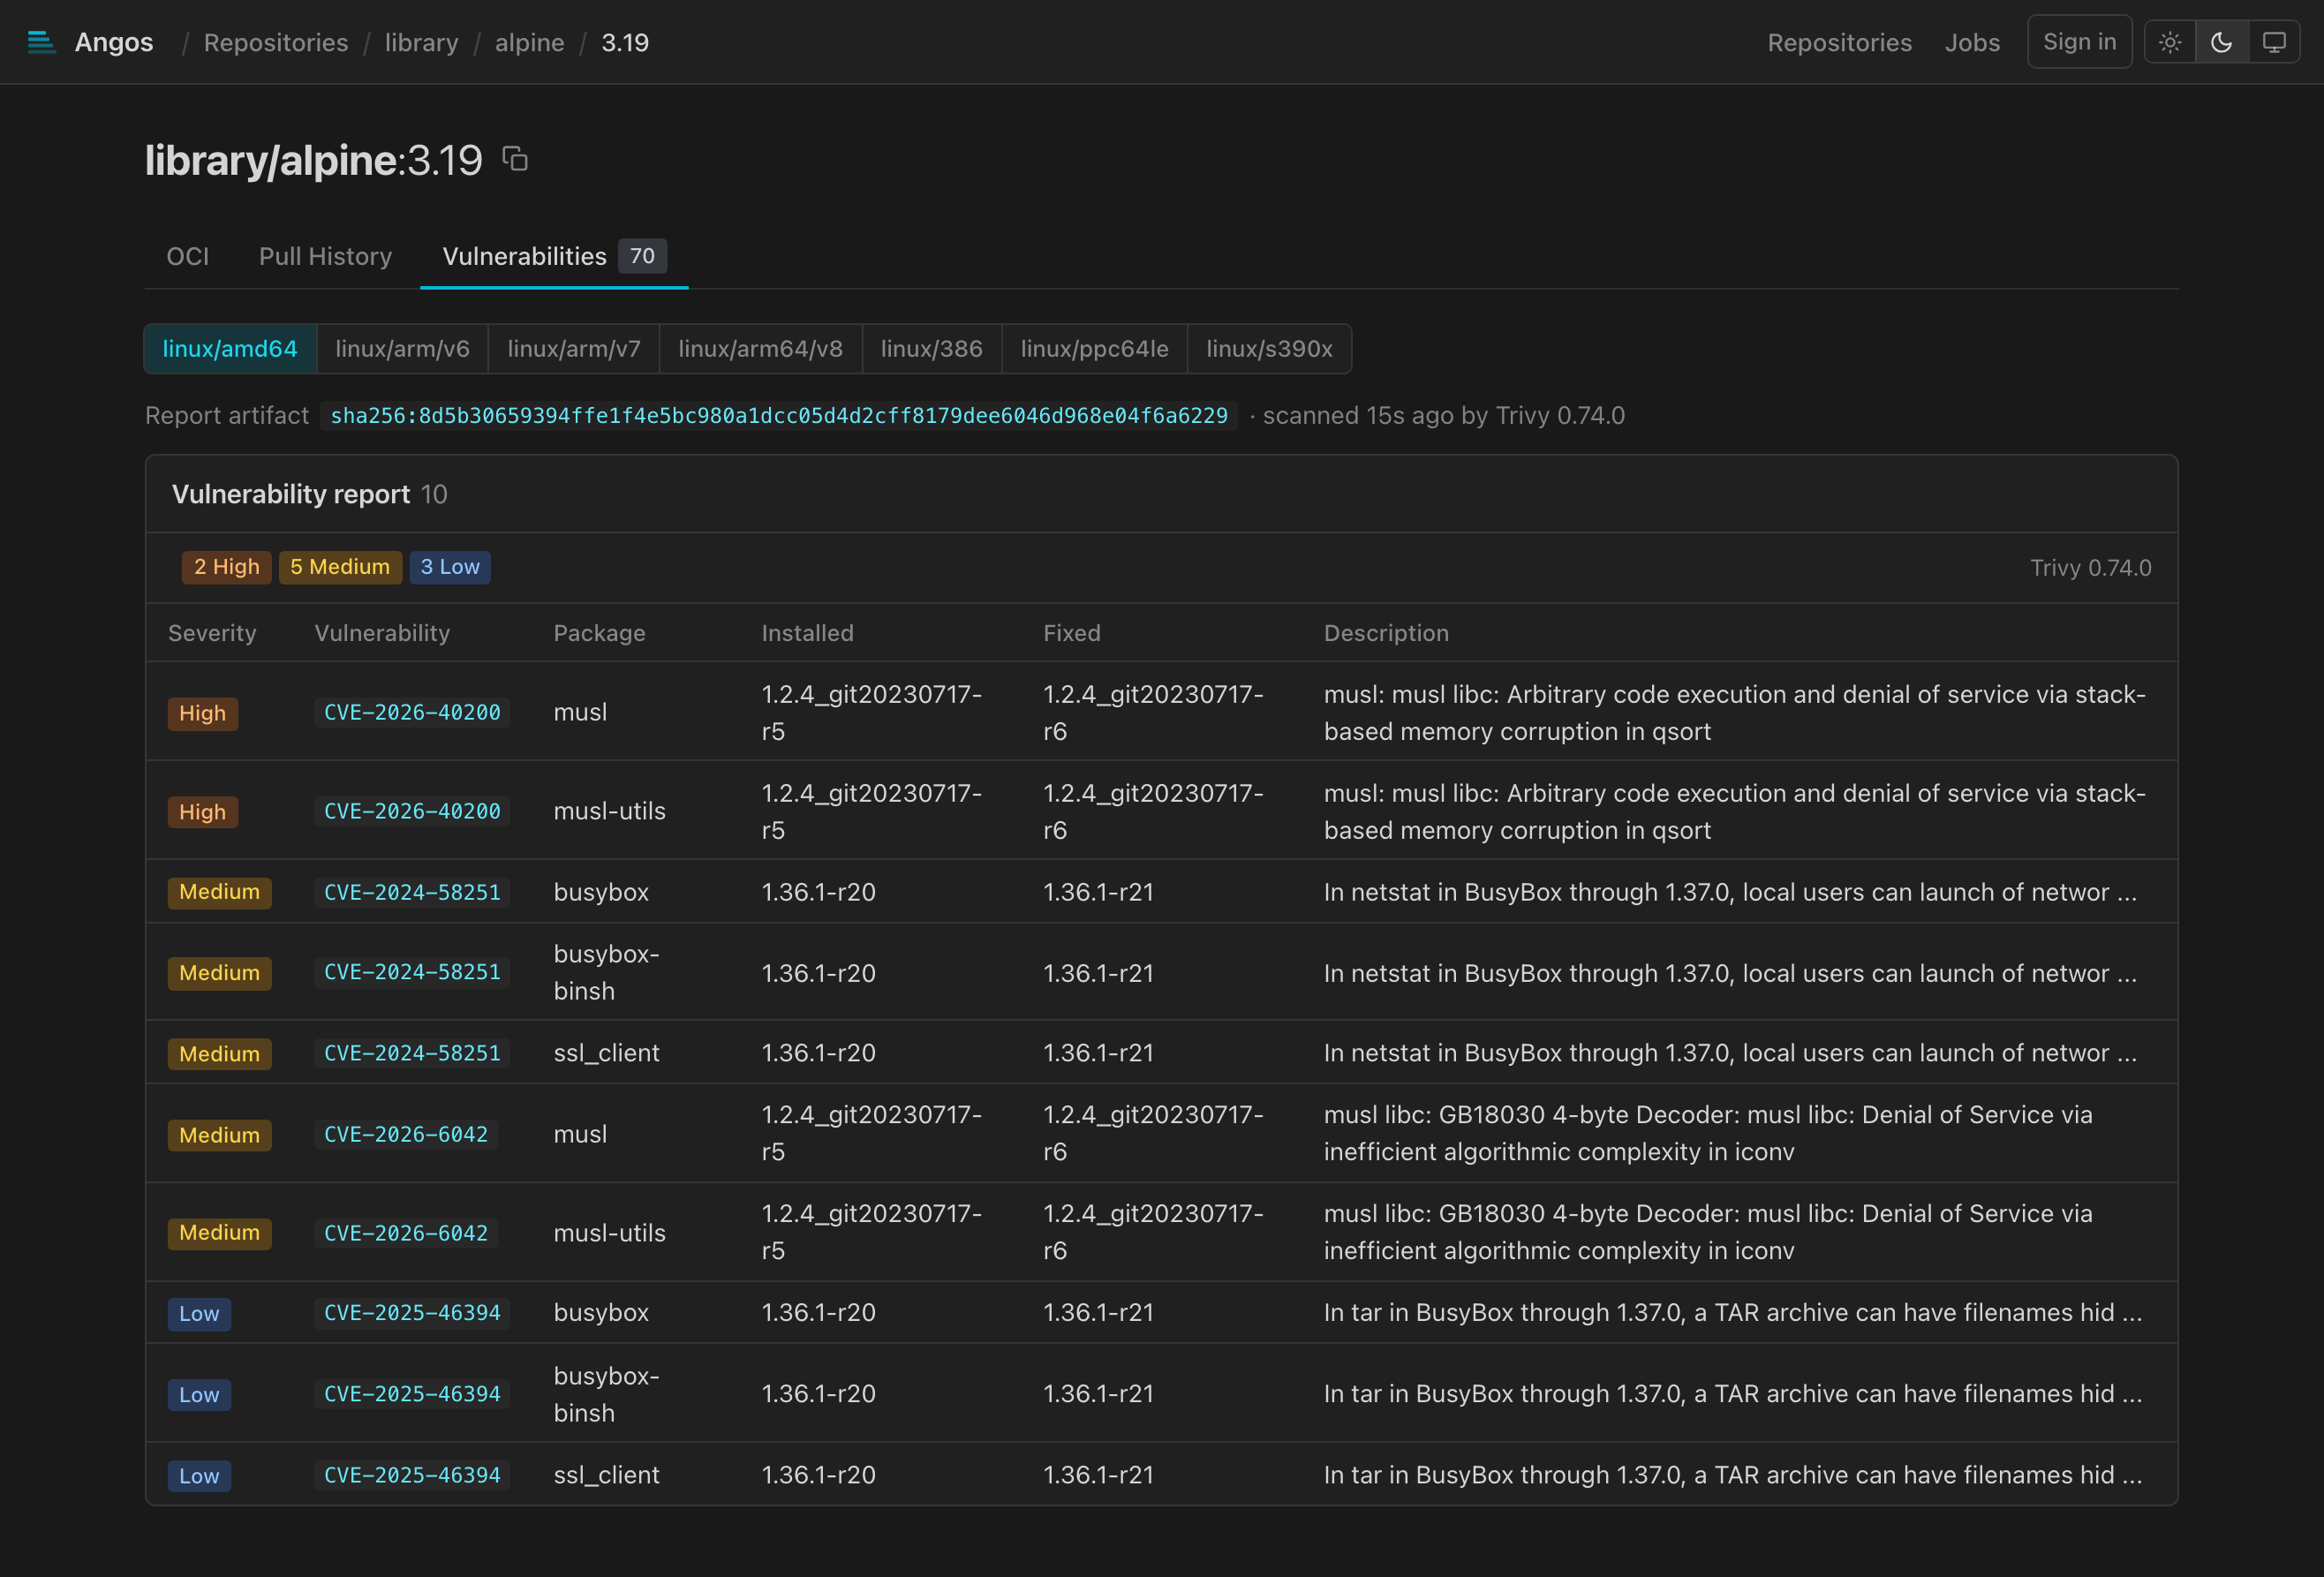 Angos / Repositories / library / alpine / 3.19
Repositories Jobs Sign in
library/alpine:3.19
OCI Pull History Vulnerabilities 70
linux/amd64 linux/arm/v6 linux/arm/v7 linux/arm64/v8 linux/386 linux/ppc64le linux/s390x
Report artifact sha256:8d5b30659394ffe1f4e5bc980a1dcc05d4d2cff8179dee6046d968e04f6a6229 · scanned 15s ago by Trivy 0.74.0
Vulnerability report 10
2 High 5 Medium 3 Low Trivy 0.74.0
Severity Vulnerability Package Installed Fixed Description
High CVE-2026-40200 musl 1.2.4_git20230717-r5 1.2.4_git20230717-r6 musl: musl libc: Arbitrary code execution and denial of service via stack-
based memory corruption in qsort
High CVE-2026-40200 musl-utils 1.2.4_git20230717-r5 1.2.4_git20230717-r6 musl: musl libc: Arbitrary code execution and denial of service via stack-
based memory corruption in qsort
Medium CVE-2024-58251 busybox 1.36.1-r20 1.36.1-r21 In netstat in BusyBox through 1.37.0, local users can launch of networ ...
Medium CVE-2024-58251 busybox-binsh 1.36.1-r20 1.36.1-r21 In netstat in BusyBox through 1.37.0, local users can launch of networ ...
Medium CVE-2024-58251 ssl_client 1.36.1-r20 1.36.1-r21 In netstat in BusyBox through 1.37.0, local users can launch of networ ...
Medium CVE-2026-6042 musl 1.2.4_git20230717-r5 1.2.4_git20230717-r6 musl libc: GB18030 4-byte Decoder: musl libc: Denial of Service via
inefficient algorithmic complexity in iconv
Medium CVE-2026-6042 musl-utils 1.2.4_git20230717-r5 1.2.4_git20230717-r6 musl libc: GB18030 4-byte Decoder: musl libc: Denial of Service via
inefficient algorithmic complexity in iconv
Low CVE-2025-46394 busybox 1.36.1-r20 1.36.1-r21 In tar in BusyBox through 1.37.0, a TAR archive can have filenames hid ...
Low CVE-2025-46394 busybox-binsh 1.36.1-r20 1.36.1-r21 In tar in BusyBox through 1.37.0, a TAR archive can have filenames hid ...
Low CVE-2025-46394 ssl_client 1.36.1-r20 1.36.1-r21 In tar in BusyBox through 1.37.0, a TAR archive can have filenames hid ...